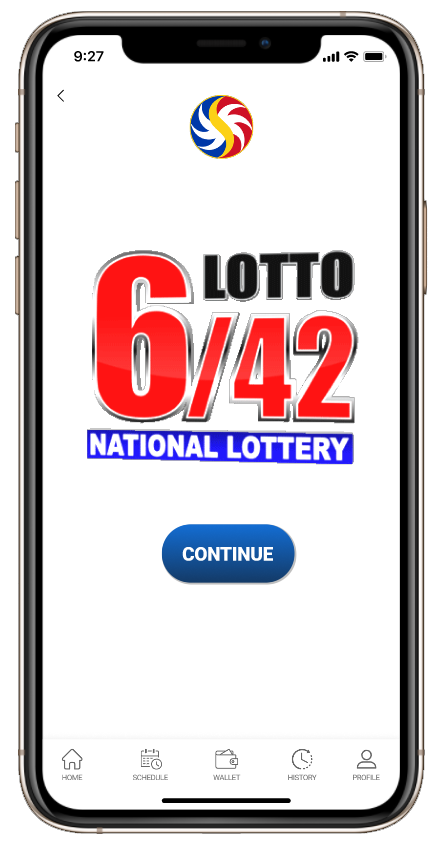 9:27
LOTTO
6/42
NATIONAL LOTTERY
CONTINUE
HOME
SCHEDULE
WALLET
HISTORY
PROFILE